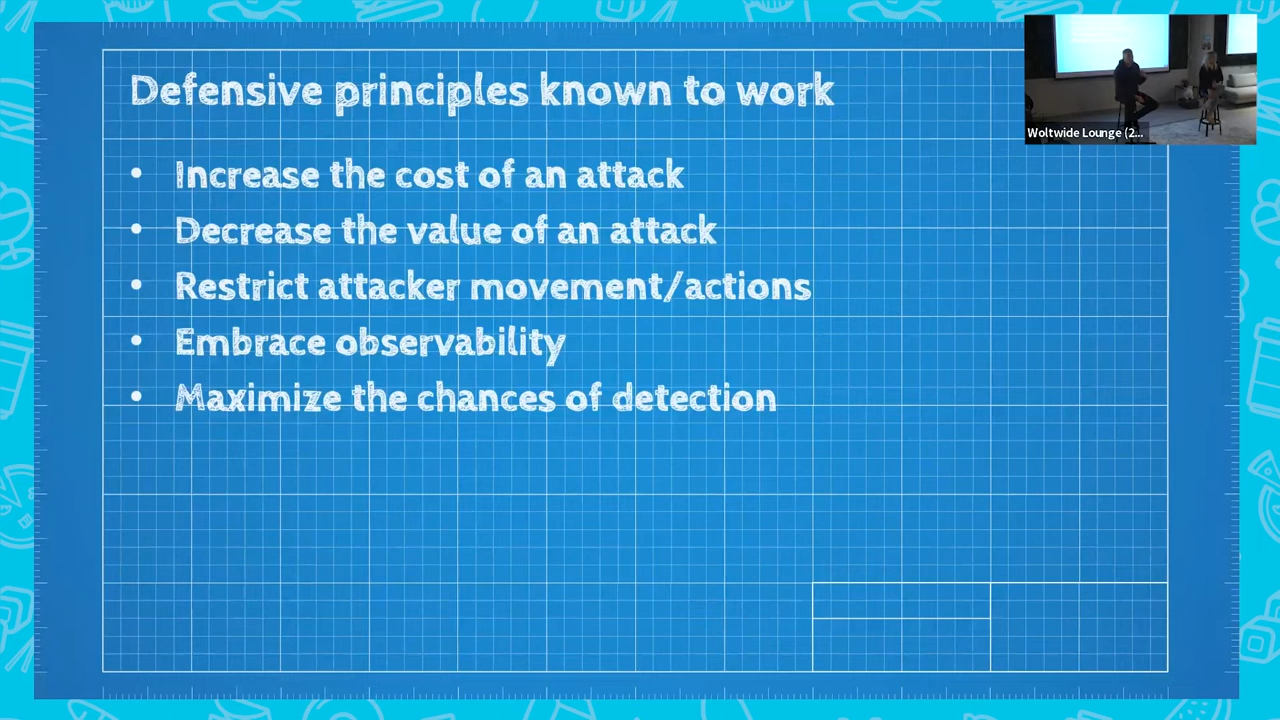 Defensive principles known to work
• Increase the cost of an attack
• Decrease the value of an attack
• Restrict attacker movement/actions
• Embrace observability
• Maximize the chances of detection
Woltwide Lounge (2...